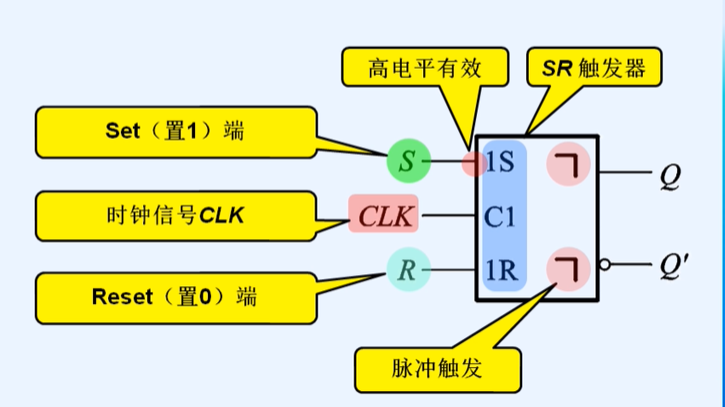 高电平有效
SR 触发器
Set（置1）端
S
1S
Q
时钟信号CLK
CLK
C1
Reset（置0）端
R
1R
Q'
脉冲触发